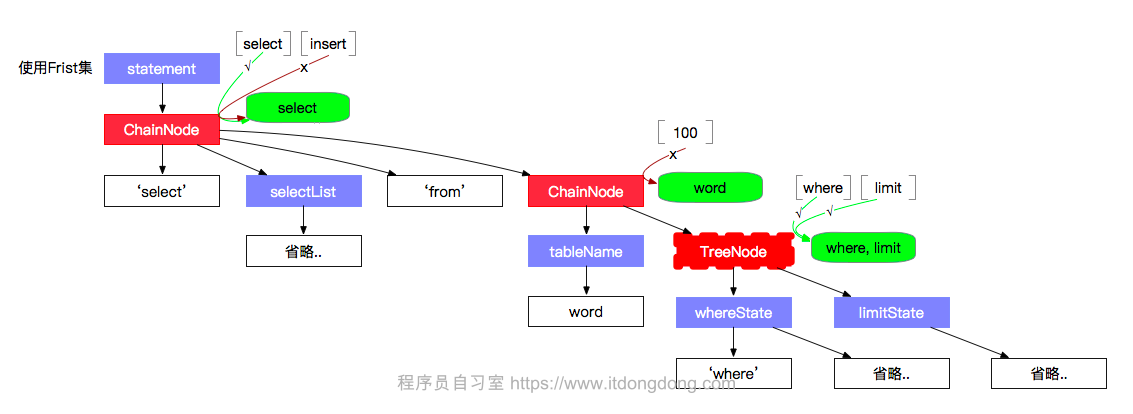 使用Frist集
statement
select
insert
√
x
select
ChainNode
100
x
‘select’
selectList
‘from’
ChainNode
word
where
limit
√
√
省略..
tableName
TreeNode
where, limit
word
whereState
limitState
‘where’
省略..
省略..
程序员自习室 https://www.itdongdong.com